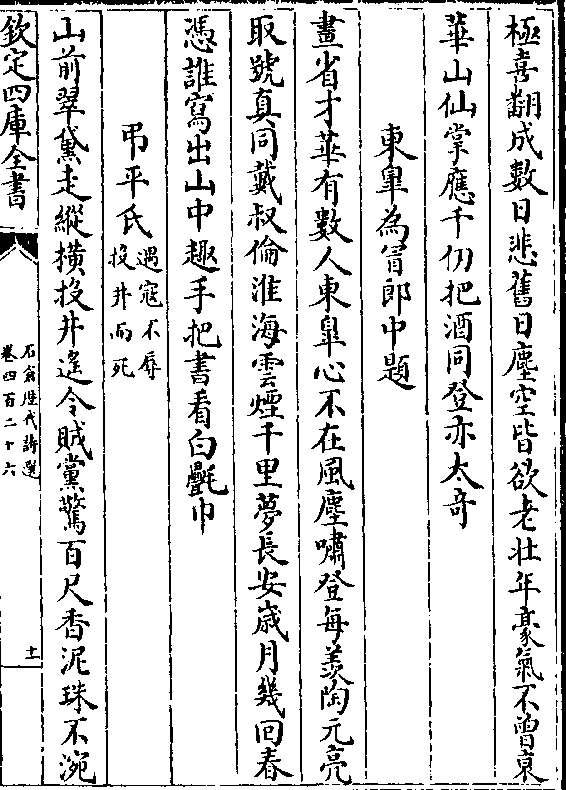 極喜翻成數日悲舊日塵空皆欲老壯年豪氣不曾衰
華山仙掌應千仞把酒同登亦太奇
東臯為冒郎中題
畫省才華有數人東臯心不在風塵嘯登每羡陶元亮
取號真同戴叔倫淮海雲煙千里夢長安歲月幾回春
憑誰寫出山中趣手把書看白氎巾
弔平氏遇寇不辱投井而死
山前翠黛走縱橫投井遙令賊黨驚百尺香泥珠不涴
欽定四庫全書
石倉歷代詩選
卷四百二十六
十一